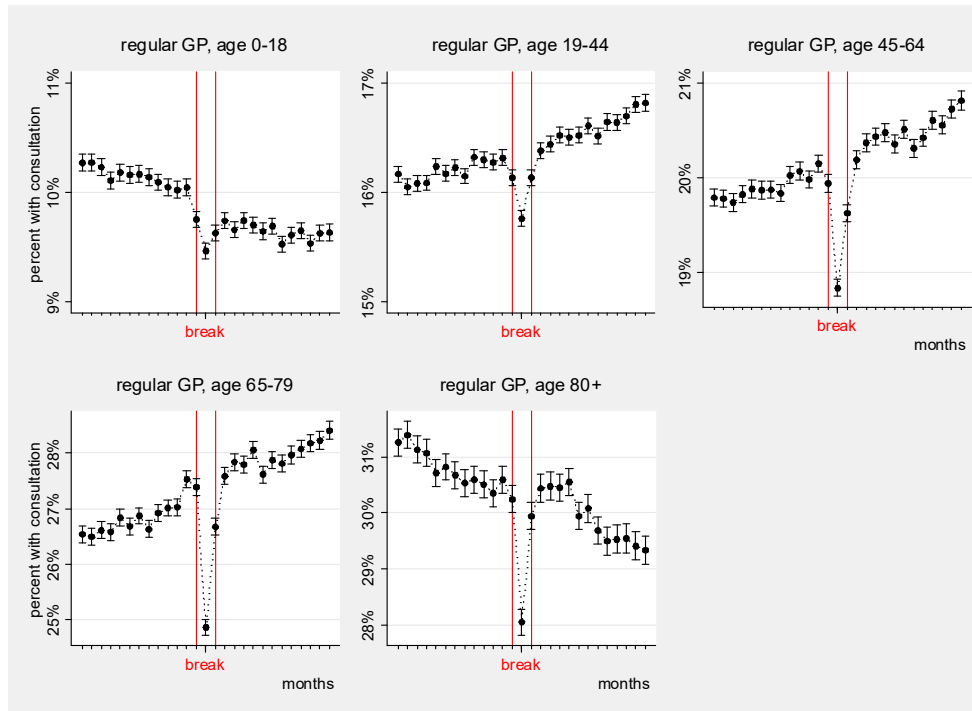 regular GP, age 0-18
regular GP, age 19-44
regular GP, age 45-64
percent with consultation
11%
10%
9%
break
17%
16%
15%
break
21%
20%
19%
break
months
regular GP, age 65-79
regular GP, age 80+
percent with consultation
28%
27%
26%
25%
break
months
31%
30%
29%
28%
break
months